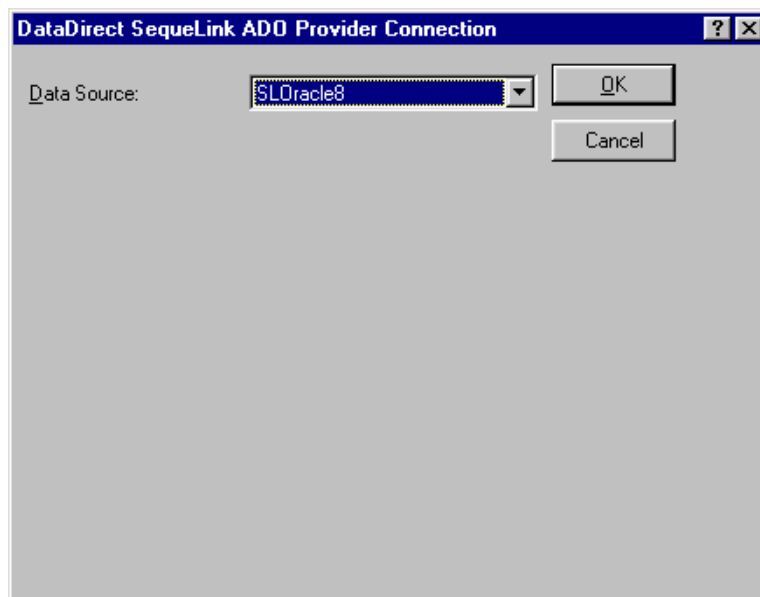 DataDirect SequeLink ADO Provider Connection
Data Source:
SLOracle8
OK
Cancel